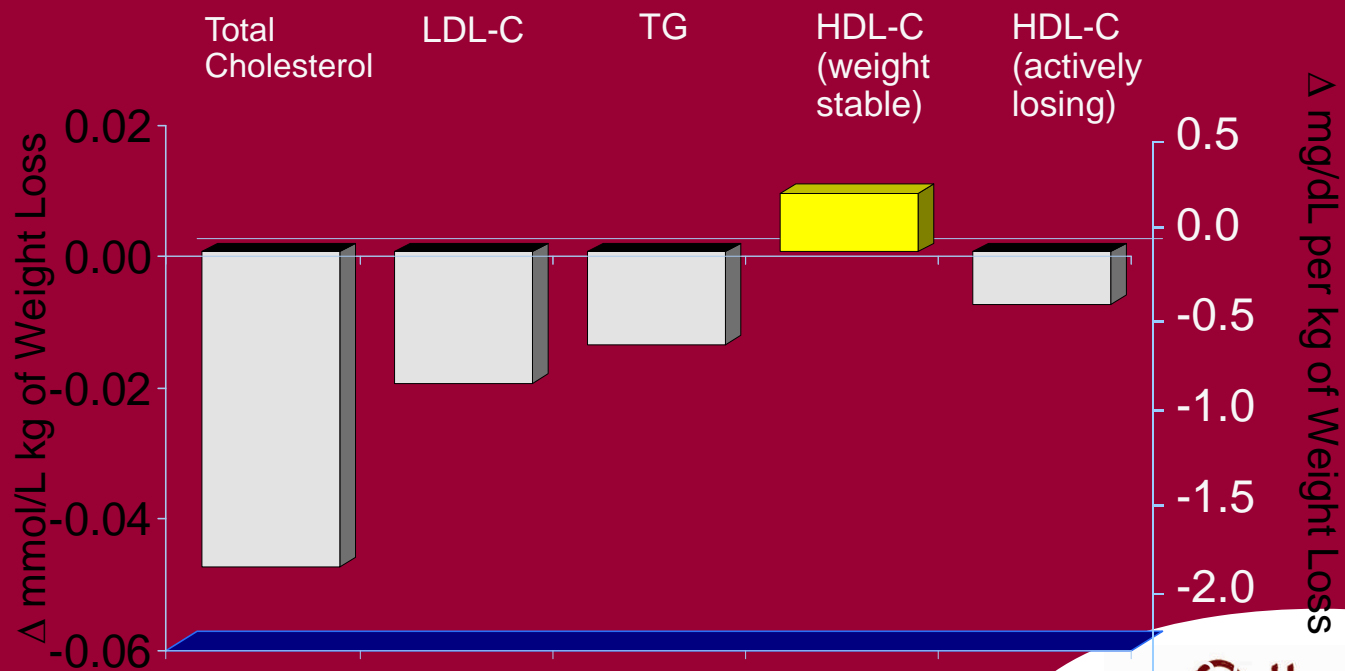 Total
Cholesterol
LDL-C
TG
HDL-C
(weight
stable)
HDL-C
(actively
losing)
Δ mmol/L kg of Weight Loss
0.02
0.00
-0.02
-0.04
-0.06
0.5
0.0
-0.5
-1.0
-1.5
-2.0
Δ mg/dL per kg of Weight Loss